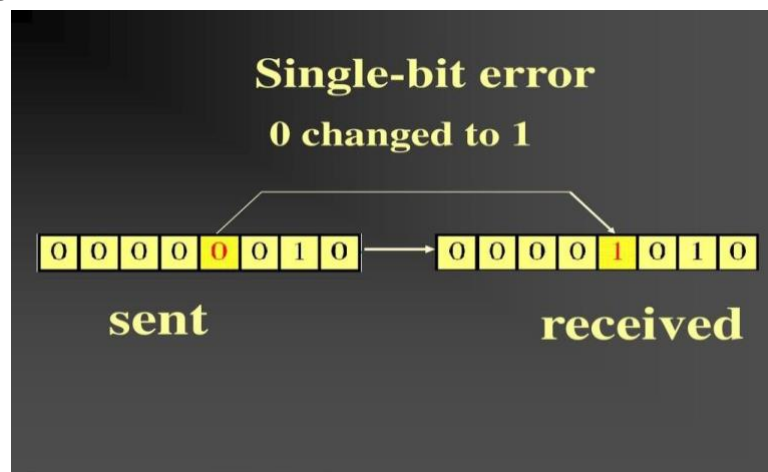 Single-bit error
0 changed to 1
0 0 0 0 0 0 1 0
0 0 0 0 1 0 1 0
sent
received